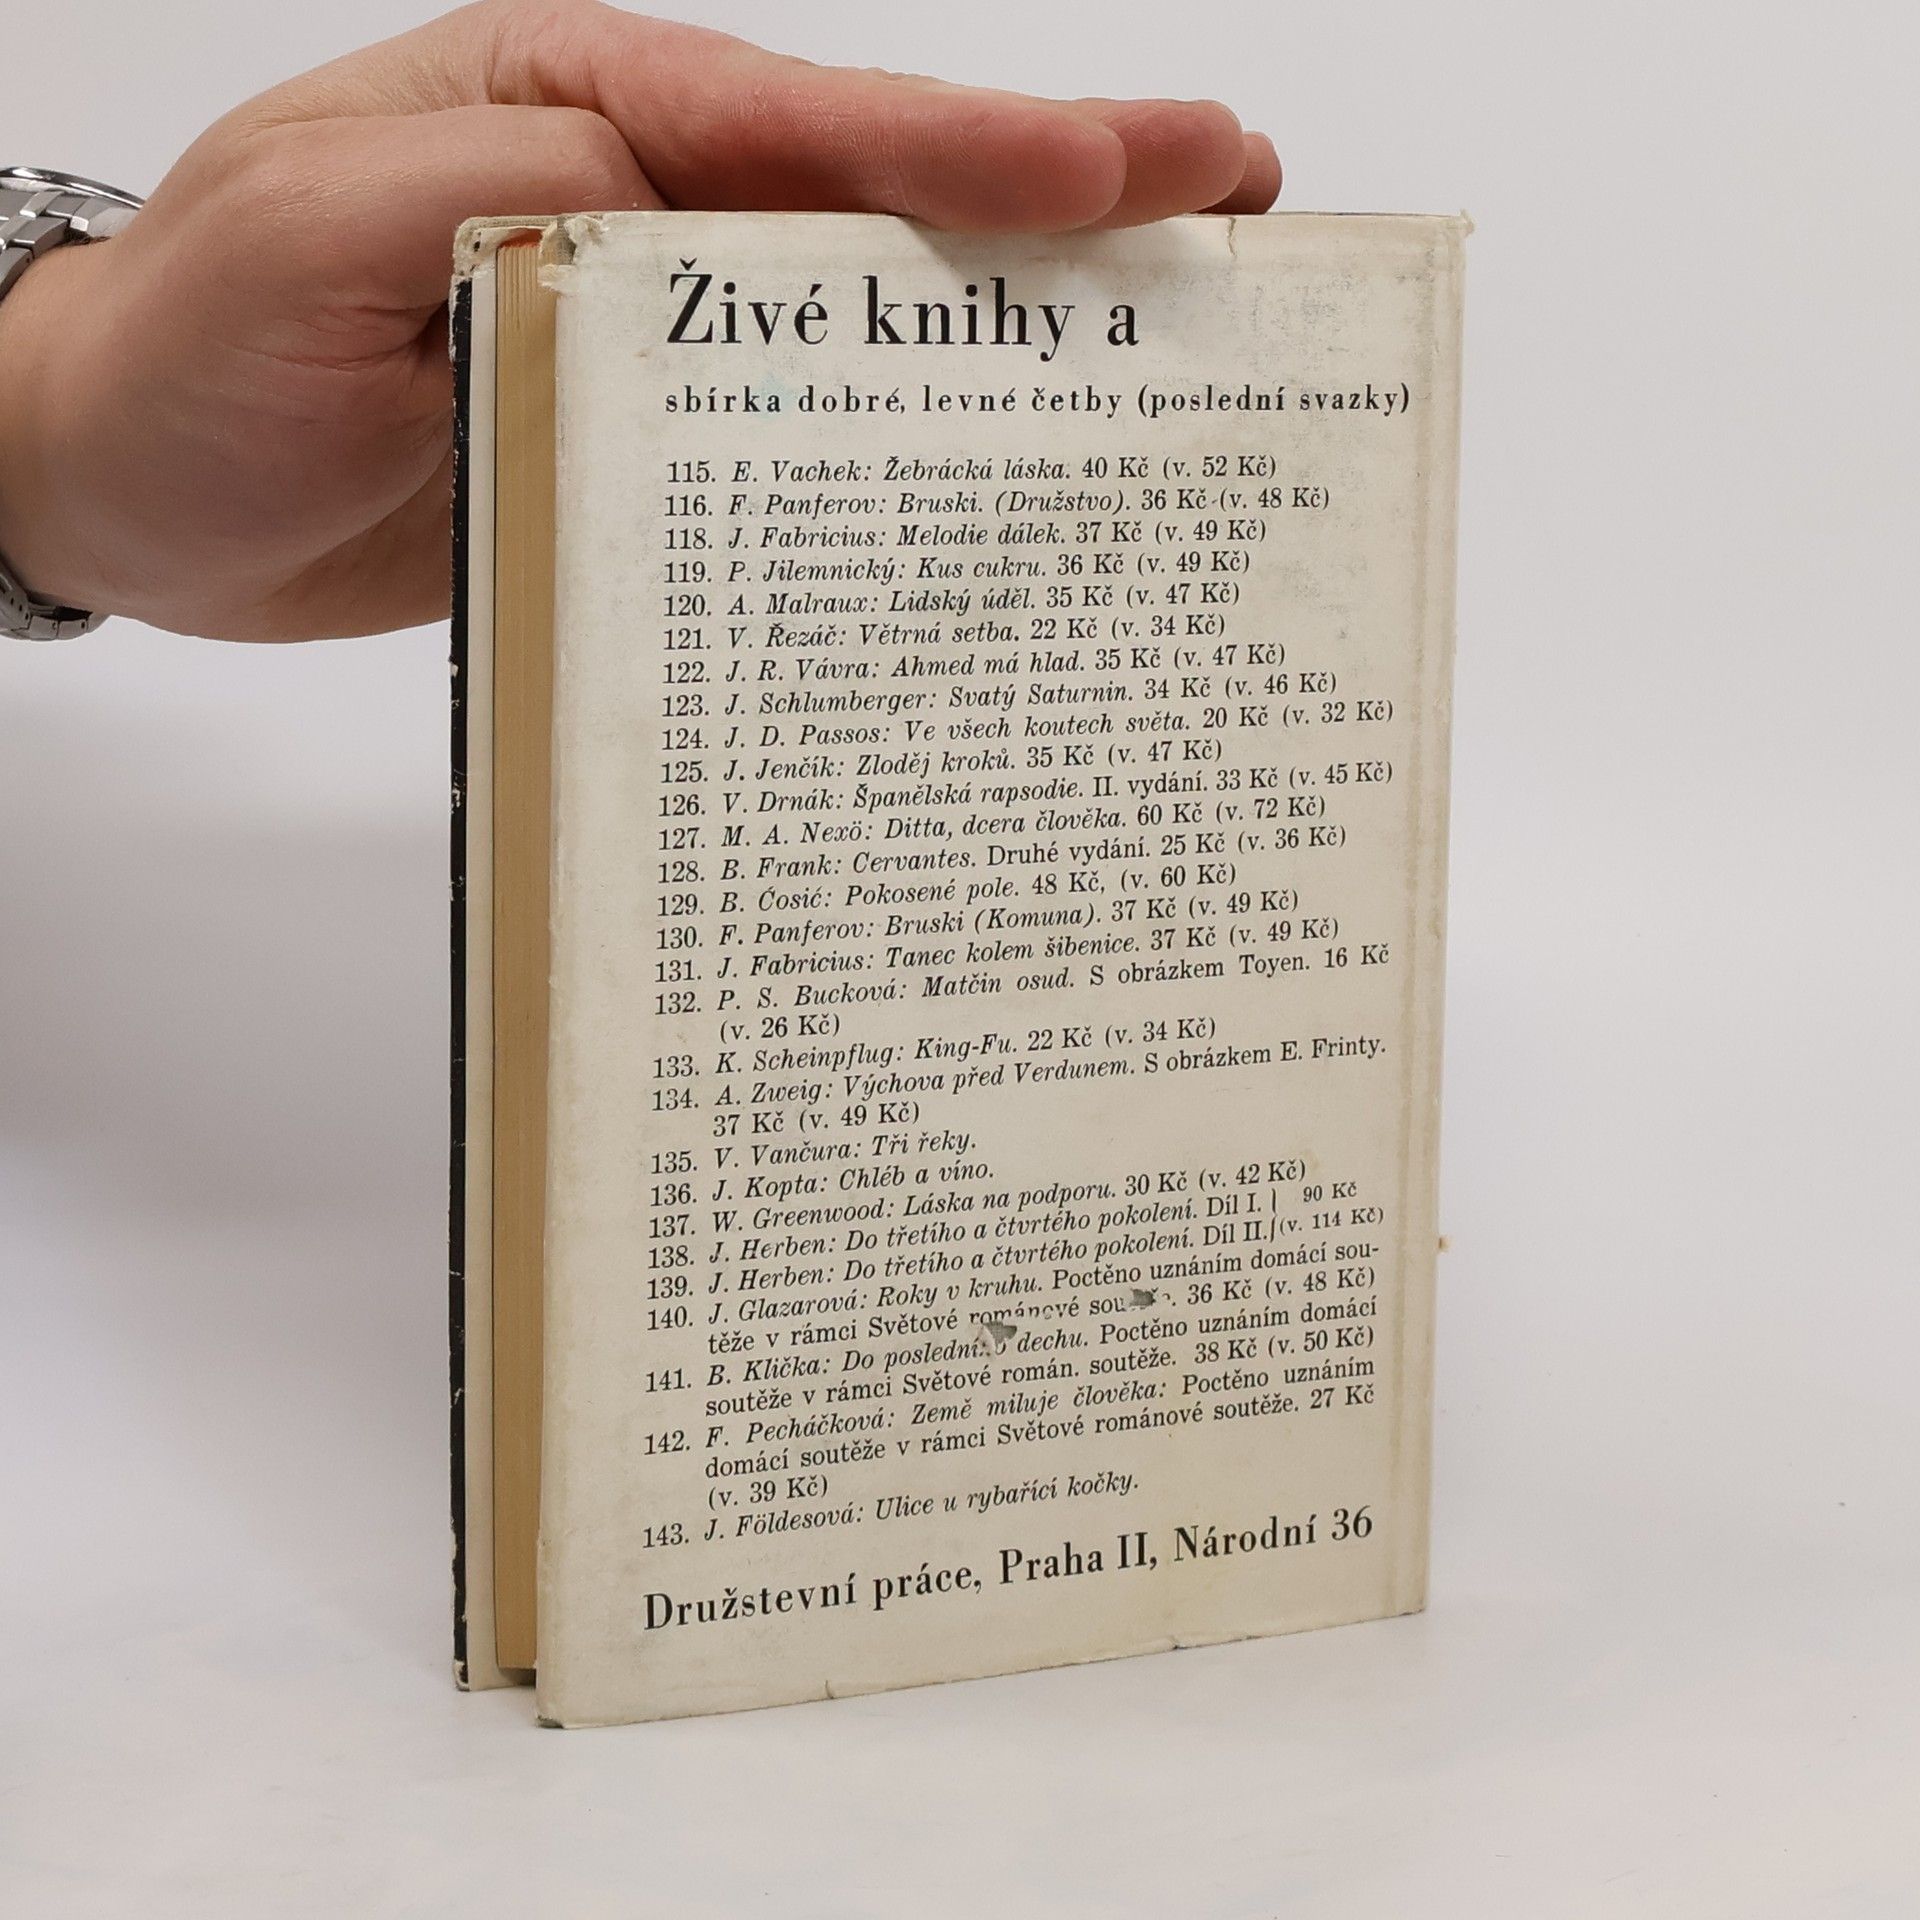 Živé knihy a
sbírka dobré, levné četby (poslední svazky)
115. E. Vachek: Žebrácká láska. 40 Kč (v. 52 Kč)
116. F. Panferov: Bruski. (Družstvo). 36 Kč (v. 48 Kč)
118. J. Fabricius: Melodie dálek. 37 Kč (v. 49 Kč)
119. P. Jilemnický: Kus cukru. 36 Kč (v. 49 Kč)
120. A. Malraux: Lidský úděl. 35 Kč (v. 47 Kč)
121. V. Řezáč: Větrná setba. 22 Kč (v. 34 Kč)
122. J. R. Vávra: Ahmed má hlad. 35 Kč (v. 47 Kč)
123. J. Schlumberger: Svatý Saturnin. 34 Kč (v. 46 Kč)
124. J. D. Passos: Ve všech koutech světa. 20 Kč (v. 32 Kč)
125. J. Jenčík: Zloděj kroků. 35 Kč (v. 47 Kč)
126. V. Drnák: Španělská rapsodie. II. vydání. 33 Kč (v. 45 Kč)
127. M. A. Nexö: Ditta, dcera člověka. 60 Kč (v. 72 Kč)
128. B. Frank: Cervantes. Druhé vydání. 25 Kč (v. 36 Kč)
129. B. Ćosić: Pokosené pole. 48 Kč, (v. 60 Kč)
130. F. Panferov: Bruski (Komuna). 37 Kč (v. 49 Kč)
131. J. Fabricius: Tanec kolem šibenice. 37 Kč (v. 49 Kč)
132. P. S. Bucková: Matčin osud. S obrázkem Toyen. 16 Kč
(v. 26 Kč)
133. K. Scheinpflug: King-Fu. 22 Kč (v. 34 Kč)
134. A. Zweig: Výchova před Verdunem. S obrázkem E. Frinty.
37 Kč (v. 49 Kč)
135. V. Vančura: Tři řeky.
136. J. Kopta: Chléb a víno.
137. W. Greenwood: Láska na podporu. 30 Kč (v. 42 Kč)
138. J. Herben: Do třetího a čtvrtého pokolení. Díl I. } 90 Kč
139. J. Herben: Do třetího a čtvrtého pokolení. Díl II. } (v. 114 Kč)
140. J. Glazarová: Roky v kruhu. Poctěno uznáním domácí sou-
těže v rámci Světové románové soutěže. 36 Kč (v. 48 Kč)
141. B. Klička: Do posledního dechu. Poctěno uznáním domácí
soutěže v rámci Světové román. soutěže. 38 Kč (v. 50 Kč)
142. F. Pecháčková: Země miluje člověka: Poctěno uznáním
domácí soutěže v rámci Světové románové soutěže. 27 Kč
(v. 39 Kč)
143. J. Földesová: Ulice u rybařící kočky.
Družstevní práce, Praha II, Národní 36